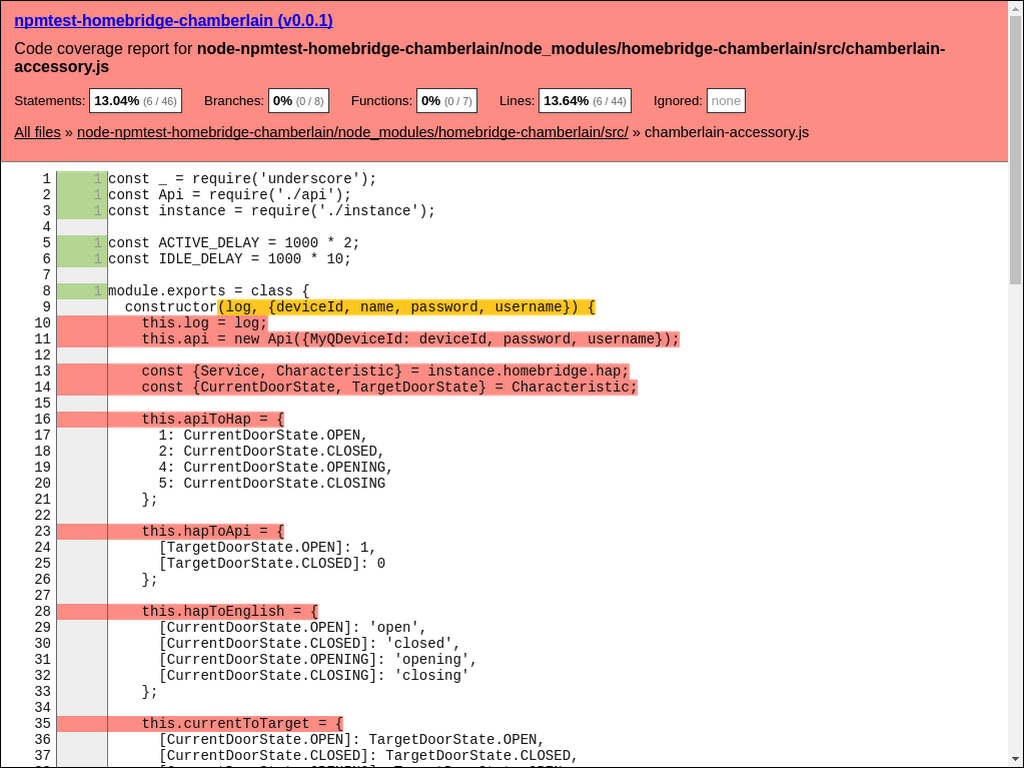 npmtest-homebridge-chamberlain (v0.0.1)
Code coverage report for node-npmtest-homebridge-chamberlain/node_modules/homebridge-chamberlain/src/chamberlain-
accessory.js
Statements: 13.04% (6 / 46) Branches: 0% (0 / 8) Functions: 0% (0 / 7) Lines: 13.64% (6 / 44) Ignored: none
All files » node-npmtest-homebridge-chamberlain/node_modules/homebridge-chamberlain/src/ » chamberlain-accessory.js
1 1 const _ = require('underscore');
2 1 const Api = require('./api');
3 1 const instance = require('./instance');
4
5 1 const ACTIVE_DELAY = 1000 * 2;
6 1 const IDLE_DELAY = 1000 * 10;
7
8 1 module.exports = class {
9 constructor(log, {deviceId, name, password, username}) {
10 this.log = log;
11 this.api = new Api({MyQDeviceId: deviceId, password, username});
12
13 const {Service, Characteristic} = instance.homebridge.hap;
14 const {CurrentDoorState, TargetDoorState} = Characteristic;
15
16 this.apiToHap = {
17 1: CurrentDoorState.OPEN,
18 2: CurrentDoorState.CLOSED,
19 4: CurrentDoorState.OPENING,
20 5: CurrentDoorState.CLOSING
21 };
22
23 this.hapToApi = {
24 [TargetDoorState.OPEN]: 1,
25 [TargetDoorState.CLOSED]: 0
26 };
27
28 this.hapToEnglish = {
29 [CurrentDoorState.OPEN]: 'open',
30 [CurrentDoorState.CLOSED]: 'closed',
31 [CurrentDoorState.OPENING]: 'opening',
32 [CurrentDoorState.CLOSING]: 'closing'
33 };
34
35 this.currentToTarget = {
36 [CurrentDoorState.OPEN]: TargetDoorState.OPEN,
37 [CurrentDoorState.CLOSED]: TargetDoorState.CLOSED,